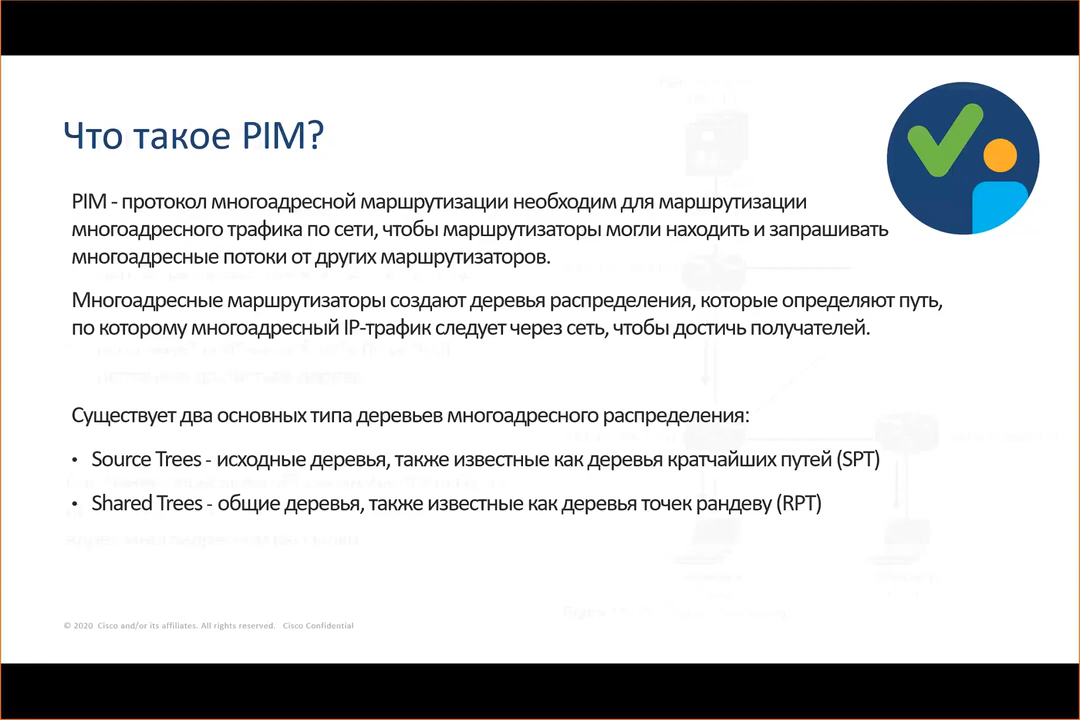 Что такое PIM?
PIM - протокол многоадресной маршрутизации необходим для маршрутизации
многоадресного трафика по сети, чтобы маршрутизаторы могли находить и запрашивать
многоадресные потоки от других маршрутизаторов.
Многоадресные маршрутизаторы создают деревья распределения, которые определяют путь,
по которому многоадресный IP-трафик следует через сеть, чтобы достичь получателей.
Существует два основных типа деревьев многоадресного распределения:
• Source Trees - исходные деревья, также известные как деревья кратчайших путей (SPT)
• Shared Trees - общие деревья, также известные как деревья точек рандеву (RPT)
© 2020 Cisco and/or its affiliates. All rights reserved. Cisco Confidential